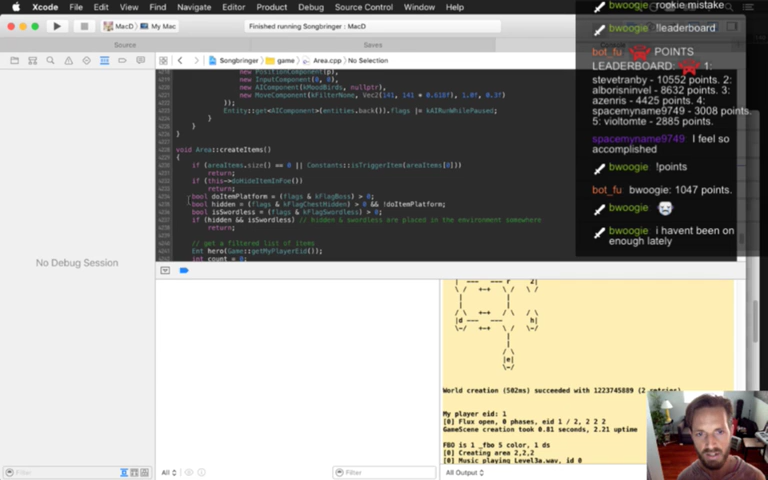 Xcode File Edit View Find Navigate Editor Product Debug Source Control Window Help
MacD My Mac
Finished running Songbringer : MacD
Source
Saves
Songbringer game Area.cpp No Selection
new PositionComponent(p),
new InputComponent(0, 0),
new AIComponent(kMoodBirds, nullptr),
new MoveComponent(kFilterNone, Vec2(141, 141 * 0.618f), 1.0f, 0.3f)
});
Entity::get<AIComponent>(entities.back()).flags |= kAIRunWhilePaused;
}
}
}
void Area::createItems()
{
if (areaItems.size() == 0 || Constants::isTriggerItem(areaItems[0]))
return;
if (this->doHideItemInFoe())
return;
bool doItemPlatform = (flags & kFlagBoss) > 0;
bool hidden = (flags & kFlagChestHidden) > 0 && !doItemPlatform;
bool isSwordless = (flags & kFlagSwordless) > 0;
if (hidden && isSwordless) // hidden & swordless are placed in the environment somewhere
return;
// get a filtered list of items
Ent hero(Game::getMyPlayerEid());
int count = 0;
No Debug Session
World creation (502ms) succeeded with 1223745889 (2 entries).
My player eid: 1
[0] Flux open, 0 phases, eid 1 / 2, 2 2 2
GameScene creation took 0.81 seconds, 2.21 uptime
FBO is 1 _fbo 5 color, 1 ds
[0] Creating area 2,2,2
[0] Music playing Level3a.wav, id 0
Filter
All
Filter
All Output
bwoogie rookie mistake
bwoogie !leaderboard
bot_fu POINTS
LEADERBOARD: 1:
stevetranby - 10552 points. 2:
alborisninvel - 8632 points. 3:
azenris - 4425 points. 4:
spacemyname9749 - 3008 points.
5: violtomte - 2885 points.
spacemyname9749 I feel so
accomplished
bwoogie !points
bot_fu bwoogie: 1047 points.
bwoogie
bwoogie i havent been on
enough lately